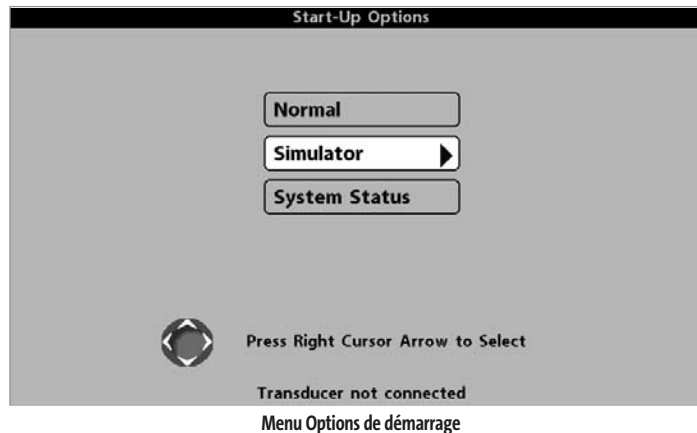 Start-Up Options
Normal
Simulator
System Status
Press Right Cursor Arrow to Select
Transducer not connected
Menu Options de démarrage